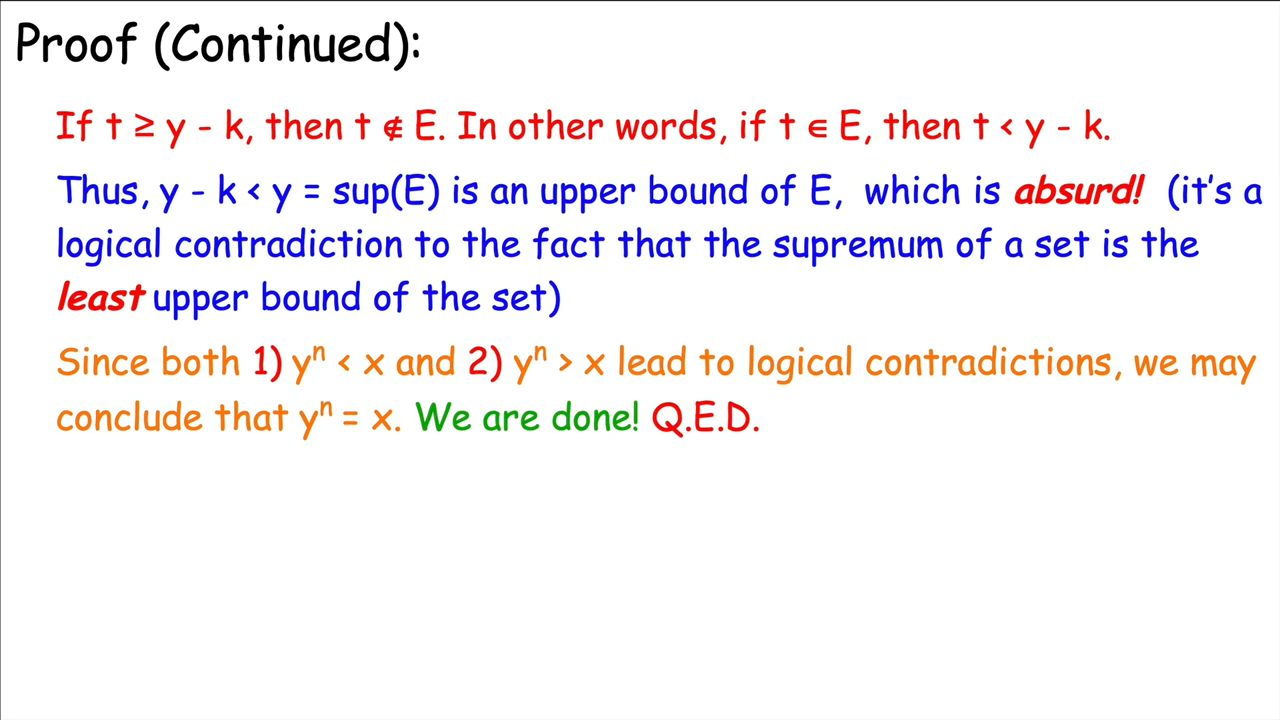 Proof (Continued):
If t ≥ y - k, then t ∉ E. In other words, if t ∈ E, then t < y - k.
Thus, y - k < y = sup(E) is an upper bound of E, which is absurd! (it's a
logical contradiction to the fact that the supremum of a set is the
least upper bound of the set)
Since both 1) yⁿ < x and 2) yⁿ > x lead to logical contradictions, we may
conclude that yⁿ = x. We are done! Q.E.D.